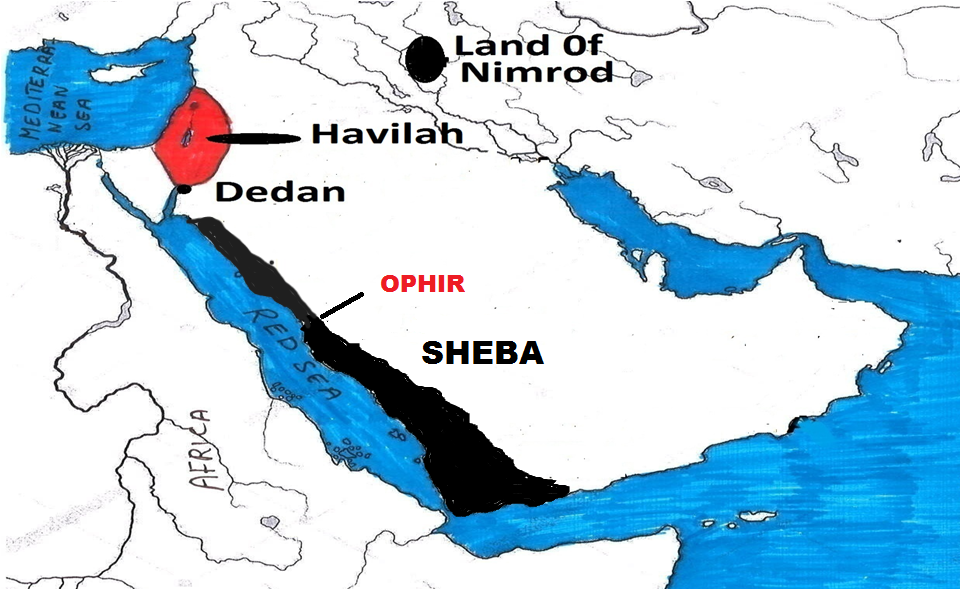 MEDITERRA
NEAN
SEA
Land Of
Nimrod
Havilah
Dedan
OPHIR
RED SEA
SHEBA
AFRICA